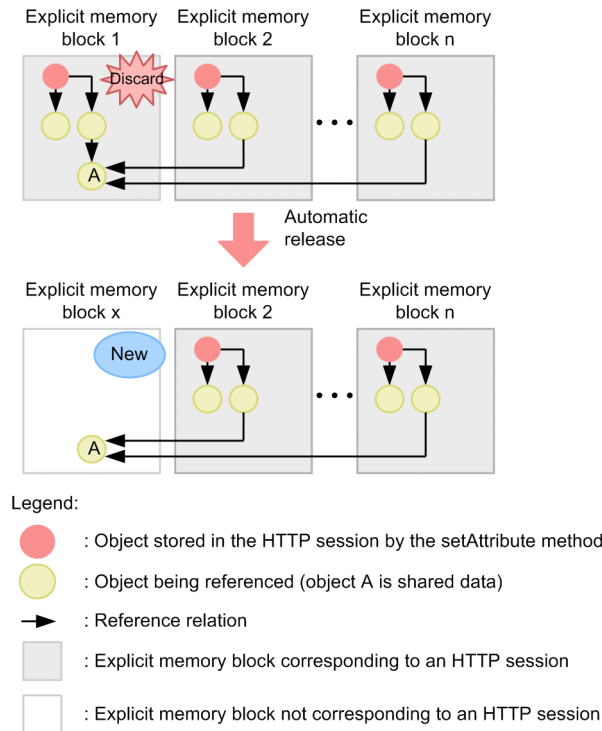 Explicit memory
block 1
Explicit memory
block 2
Explicit memory
block n
Discard
A
Automatic
release
Explicit memory
block x
Explicit memory
block 2
Explicit memory
block n
New
A
Legend:
: Object stored in the HTTP session by the setAttribute method
: Object being referenced (object A is shared data)
: Reference relation
: Explicit memory block corresponding to an HTTP session
: Explicit memory block not corresponding to an HTTP session